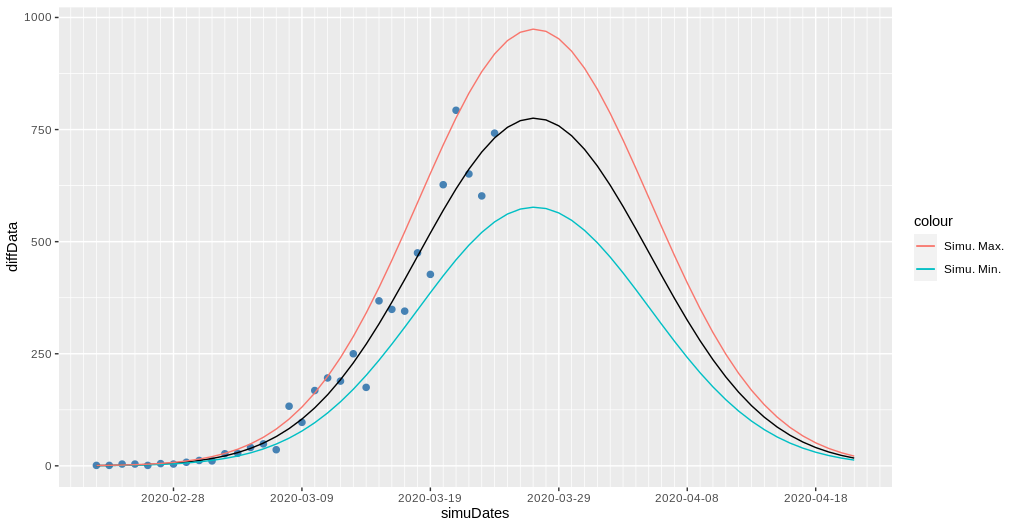 1000
750
500
250
0
diffData
2020-02-28
2020-03-09
2020-03-19
2020-03-29
2020-04-08
2020-04-18
simuDates
colour
Simu. Max.
Simu. Min.